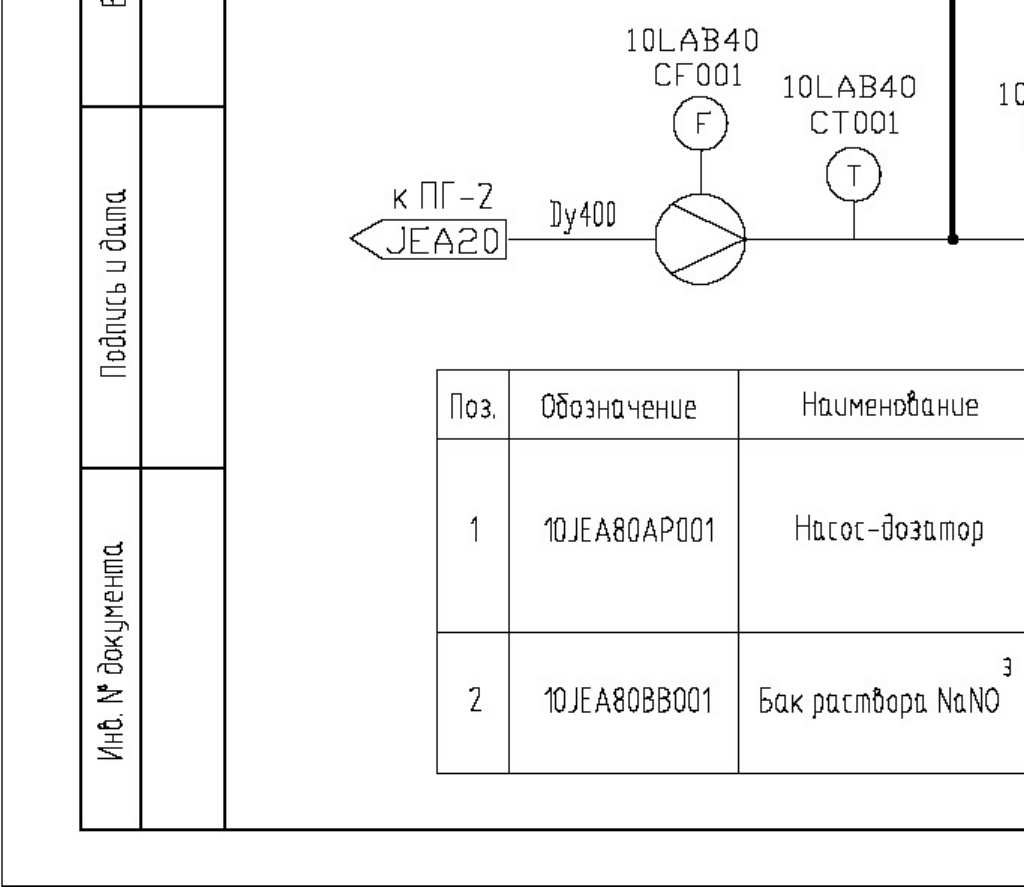 10LAB40
CF001
F
10LAB40
CT001
T
10
к ПГ-2
JEA20
Dy400
Подпись и дата
Инв. № документа
Поз. Обозначение Наименование
1 10JEA80AP001 Насос-дозатор
2 10JEA80BB001 Бак раствора NaNO3